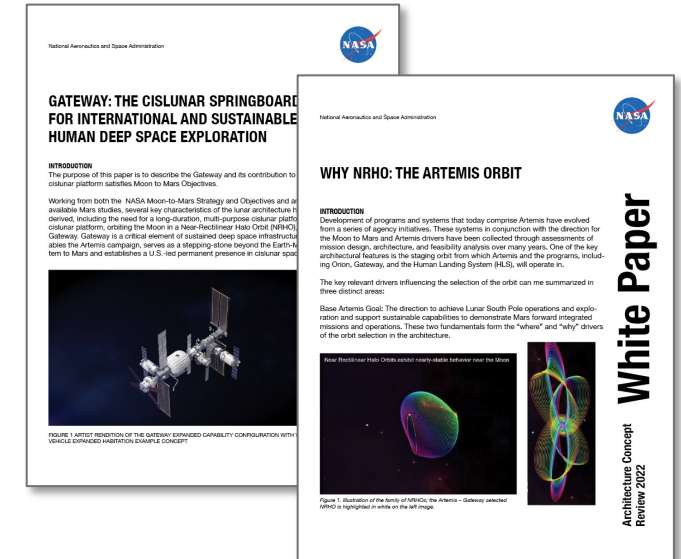 National Aeronautics and Space Administration
NASA
GATEWAY: THE CISLUNAR SPRINGBOARD
FOR INTERNATIONAL AND SUSTAINABLE
HUMAN DEEP SPACE EXPLORATION
INTRODUCTION
The purpose of this paper is to describe the Gateway and its contribution to
cislunar platform satisfies Moon to Mars Objectives.
Working from both the NASA Moon-to-Mars Strategy and Objectives and
available Mars studies, several key characteristics of the lunar architecture
derived, including the need for a long-duration, multi-purpose cislunar
cislunar platform, orbiting the Moon in a Near-Rectilinear Halo Orbit (NRHO),
Gateway. Gateway is a critical element of sustained deep space
ables the Artemis campaign, serves as a stepping-stone beyond the
tem to Mars and establishes a U.S.-led permanent presence in cislunar
FIGURE 1 ARTIST RENDITION OF THE GATEWAY EXPANDED CAPABILITY CONFIGURATION WITH
VEHICLE EXPANDED HABITATION EXAMPLE CONCEPT
National Aeronautics and Space Administration
NASA
WHY NRHO: THE ARTEMIS ORBIT
INTRODUCTION
Development of programs and systems that today comprise Artemis have evolved
from a series of agency initiatives. These systems in conjunction with the direction for
the Moon to Mars and Artemis drivers have been collected through assessments of
mission design, architecture, and feasibility analysis over many years. One of the key
architectural features is the staging orbit from which Artemis and the programs, includ-
ing Orion, Gateway, and the Human Landing System (HLS), will operate in.
The key relevant drivers influencing the selection of the orbit can me summarized in
three distinct areas:
Base Artemis Goal: The direction to achieve Lunar South Pole operations and explo-
ration and support sustainable capabilities to demonstrate Mars forward integrated
missions and operations. These two fundamentals form the “where” and “why” drivers
of the orbit selection in the architecture.
Near Rectilinear Halo Orbits exhibit nearly-stable behavior near the Moon
Figure 1. Illustration of the family of NRHOs; the Artemis – Gateway selected
NRHO is highlighted in white on the left image.
White Paper
Architecture Concept
Review 2022